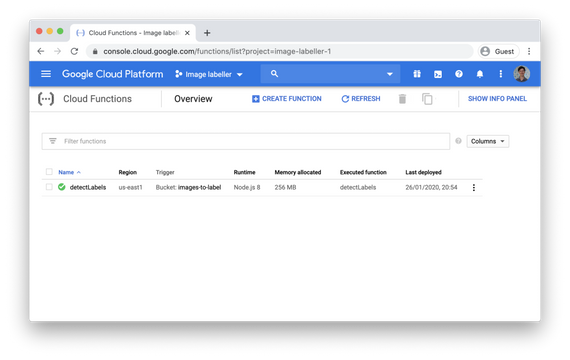 Cloud Functions - Image labell
console.cloud.google.com/functions/list?project=image-labeller-1
Guest
Google Cloud Platform
Image labeller
Cloud Functions
Overview
CREATE FUNCTION
REFRESH
SHOW INFO PANEL
Filter functions
Columns
Name Region Trigger Runtime Memory allocated Executed function Last deployed
detectLabels us-east1 Bucket: images-to-label Node.js 8 256 MB detectLabels 26/01/2020, 20:54